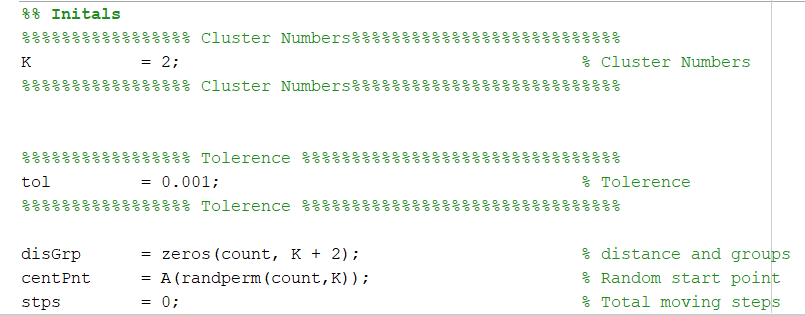 %% Initals
%%%%%%%%%%%%%%%%% Cluster Numbers%%%%%%%%%%%%%%%%%%%%%%%%%%%
K = 2; % Cluster Numbers
%%%%%%%%%%%%%%%%% Cluster Numbers%%%%%%%%%%%%%%%%%%%%%%%%%%%
%%%%%%%%%%%%%%%%% Tolerence %%%%%%%%%%%%%%%%%%%%%%%%%%%%%%%%
tol = 0.001; % Tolerence
%%%%%%%%%%%%%%%%% Tolerence %%%%%%%%%%%%%%%%%%%%%%%%%%%%%%%%
disGrp = zeros(count, K + 2); % distance and groups
centPnt = A(randperm(count,K)); % Random start point
stps = 0; % Total moving steps